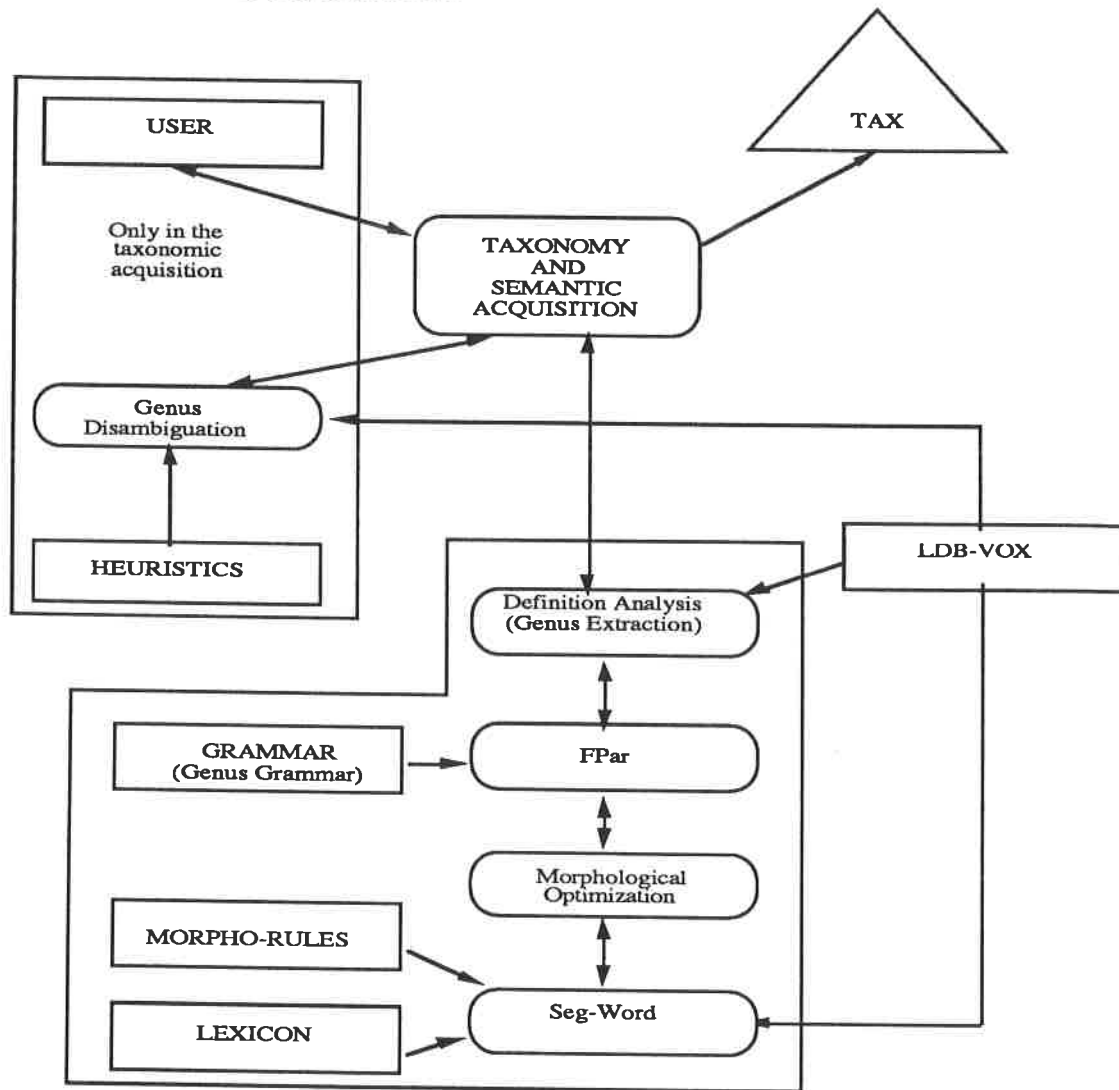 USER
TAX
Only in the
taxonomic
acquisition
TAXONOMY
AND
SEMANTIC
ACQUISITION
Genus
Disambiguation
HEURISTICS
LDB-VOX
Definition Analysis
(Genus Extraction)
GRAMMAR
(Genus Grammar)
FPar
Morphological
Optimization
MORPHO-RULES
Seg-Word
LEXICON